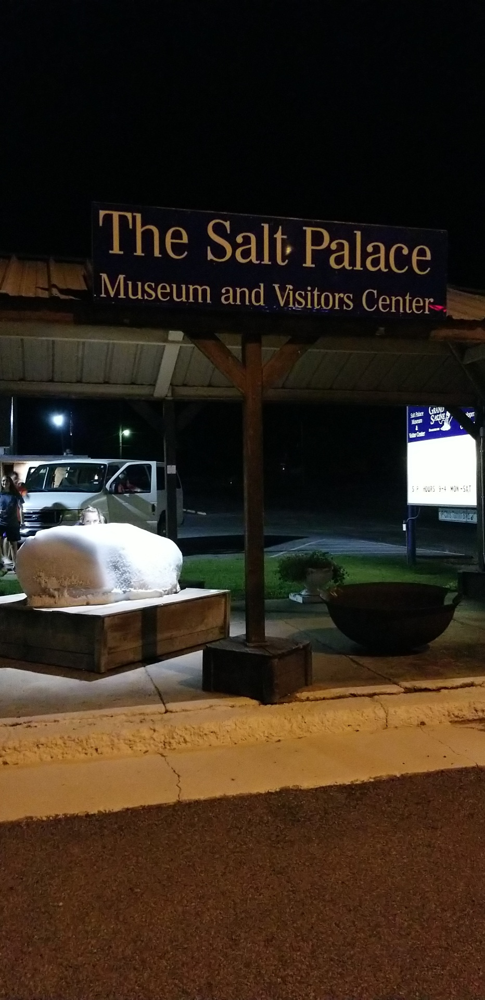 The Salt Palace
Museum and Visitors Center
Salt Palace
Museum
&
Visitor Center
GRAND
SALINE
S P HOURS 9-4 MON-SAT